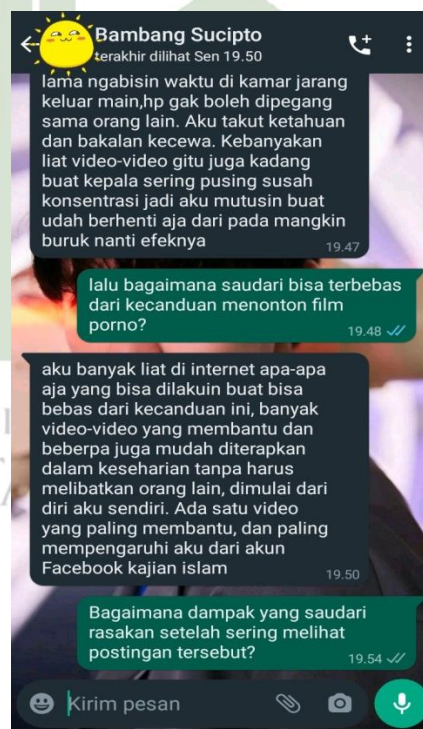 Bambang Sucipto
terakhir dilihat Sen 19.50
lama ngabisin waktu di kamar jarang
keluar main,hp gak boleh dipegang
sama orang lain. Aku takut ketahuan
dan bakalan kecewa. Kebanyakan
liat video-video gitu juga kadang
buat kepala sering pusing susah
konsentrasi jadi aku mutusin buat
udah berhenti aja dari pada mangkin
buruk nanti efeknya
19.47
lalu bagaimana saudari bisa terbebas
dari kecanduan menonton film
porno?
19.48
aku banyak liat di internet apa-apa
aja yang bisa dilakuin buat bisa
bebas dari kecanduan ini, banyak
video-video yang membantu dan
beberpa juga mudah diterapkan
dalam keseharian tanpa harus
melibatkan orang lain, dimulai dari
diri aku sendiri. Ada satu video
yang paling membantu, dan paling
mempengaruhi aku dari akun
Facebook kajian islam
19.50
Bagaimana dampak yang saudari
rasakan setelah sering melihat
postingan tersebut?
19.54
Kirim pesan